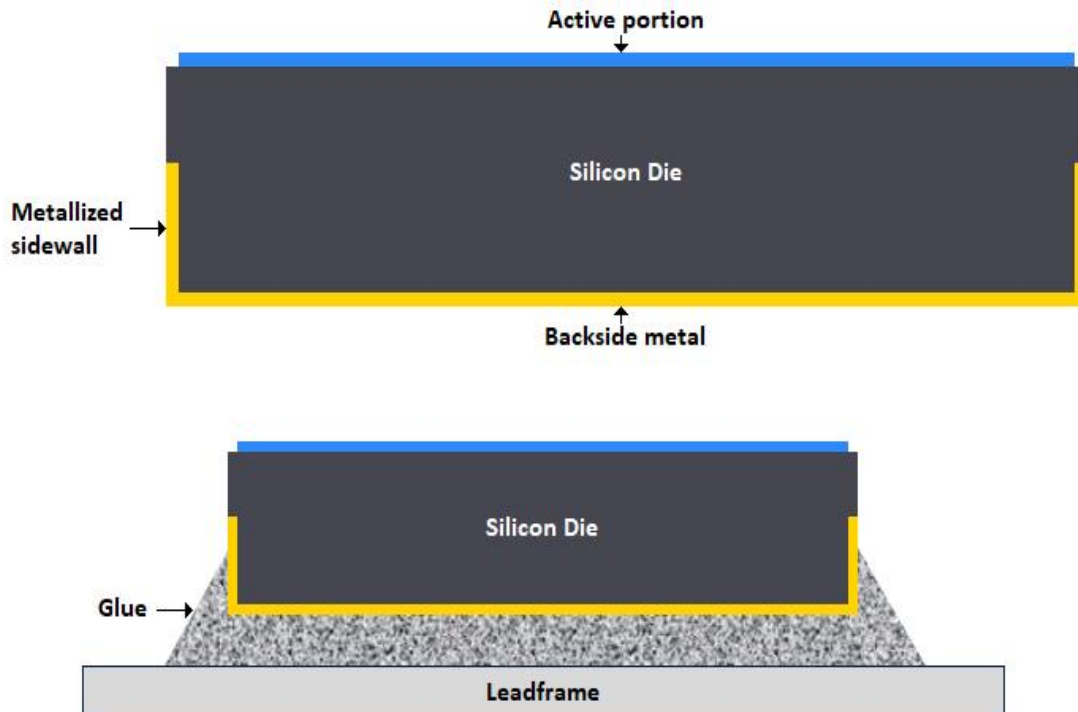 Active portion
Silicon Die
Metallized
sidewall
Backside metal
Silicon Die
Glue
Leadframe